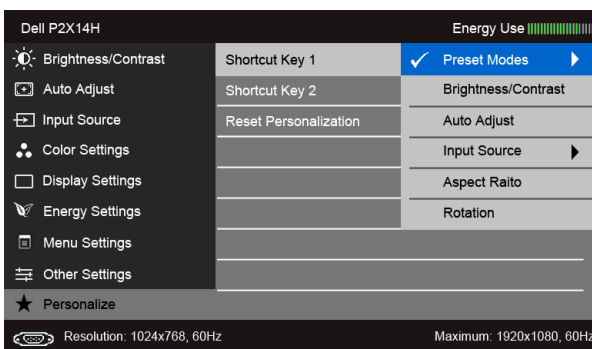 Dell P2X14H
Energy Use
Brightness/Contrast
Shortcut Key 1
Preset Modes
Auto Adjust
Shortcut Key 2
Brightness/Contrast
Input Source
Reset Personalization
Auto Adjust
Color Settings
Input Source
Display Settings
Aspect Raito
Energy Settings
Rotation
Menu Settings
Other Settings
Personalize
Resolution: 1024x768, 60Hz
Maximum: 1920x1080, 60Hz